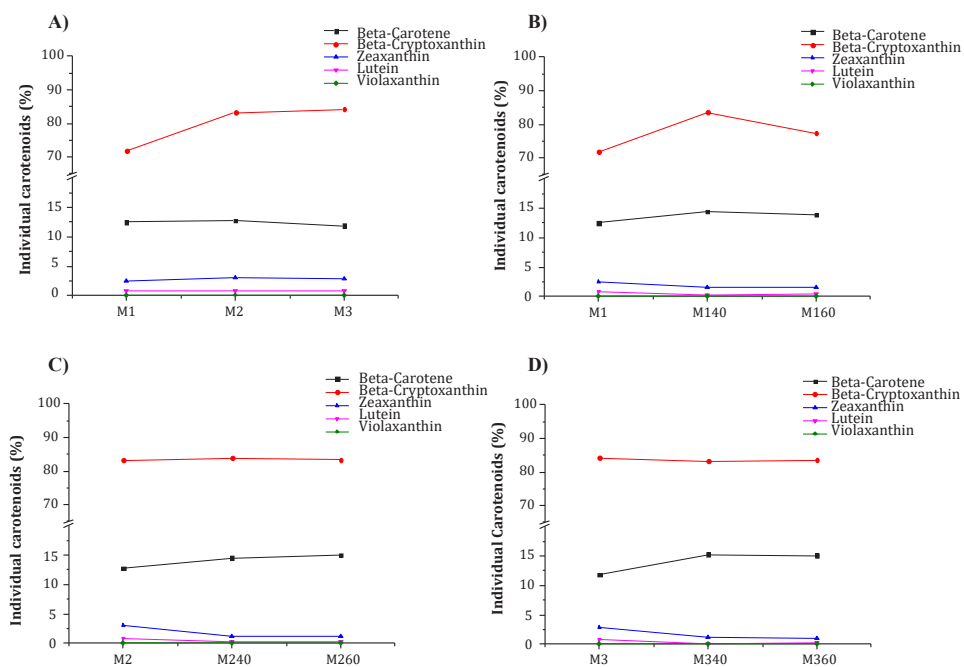 A)
Beta-Carotene
Beta-Cryptoxanthin
Zeaxanthin
Lutein
Violaxanthin
Individual carotenoids (%)
100
90
80
70
15
10
5
0
M1 M2 M3
B)
Beta-Carotene
Beta-Cryptoxanthin
Zeaxanthin
Lutein
Violaxanthin
Individual carotenoids (%)
100
90
80
70
15
10
5
0
M1 M140 M160
C)
Beta-Carotene
Beta-Cryptoxanthin
Zeaxanthin
Lutein
Violaxanthin
Individual carotenoids (%)
100
90
80
70
15
10
5
0
M2 M240 M260
D)
Beta-Carotene
Beta-Cryptoxanthin
Zeaxanthin
Lutein
Violaxanthin
Individual Carotenoids (%)
100
90
80
70
15
10
5
0
M3 M340 M360